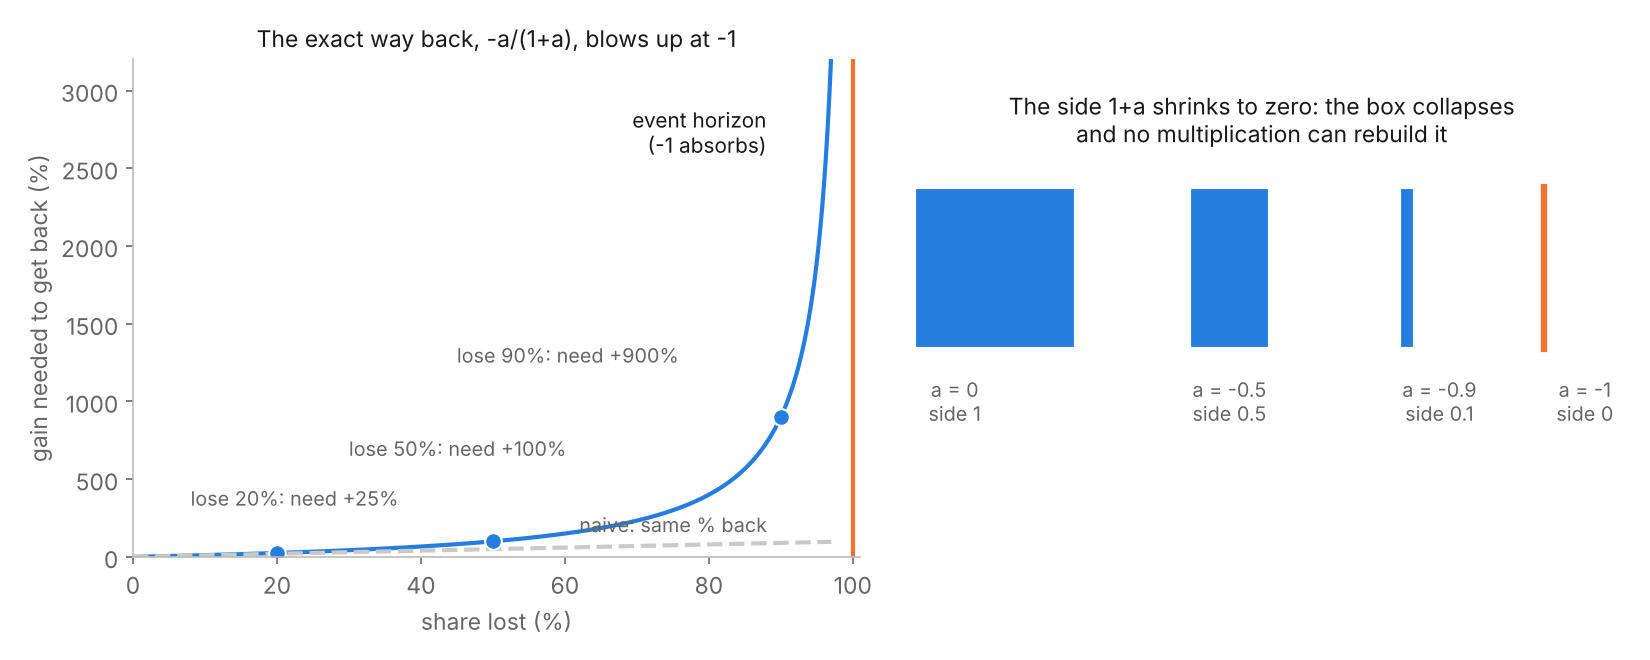 The exact way back, -a/(1+a), blows up at -1
gain needed to get back (%)
3000
2500
2000
1500
1000
500
0
event horizon
(-1 absorbs)
lose 90%: need +900%
lose 50%: need +100%
lose 20%: need +25%
naive: same % back
0
20
40
60
80
100
share lost (%)
The side 1+a shrinks to zero: the box collapses
and no multiplication can rebuild it
a = 0
side 1
a = -0.5
side 0.5
a = -0.9
side 0.1
a = -1
side 0